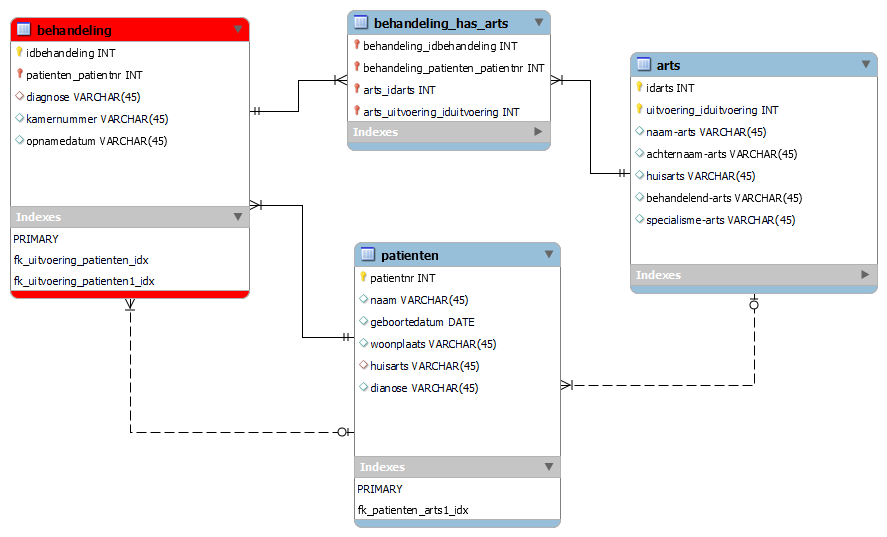 behandeling
idbehandeling INT
patienten_patientnr INT
diagnose VARCHAR(45)
kamernummer VARCHAR(45)
opnamedatum VARCHAR(45)
Indexes
PRIMARY
fk_uitvoering_patienten_idx
fk_uitvoering_patienten1_idx
behandeling_has_arts
behandeling_idbehandeling INT
behandeling_patienten_patientnr INT
arts_idarts INT
arts_uitvoering_iduitvoering INT
Indexes
arts
idarts INT
uitvoering_iduitvoering INT
naam-arts VARCHAR(45)
achternaam-arts VARCHAR(45)
huisarts VARCHAR(45)
behandelend-arts VARCHAR(45)
specialisme-arts VARCHAR(45)
Indexes
patienten
patientnr INT
naam VARCHAR(45)
geboortedatum DATE
woonplaats VARCHAR(45)
huisarts VARCHAR(45)
dianose VARCHAR(45)
Indexes
PRIMARY
fk_patienten_arts1_idx